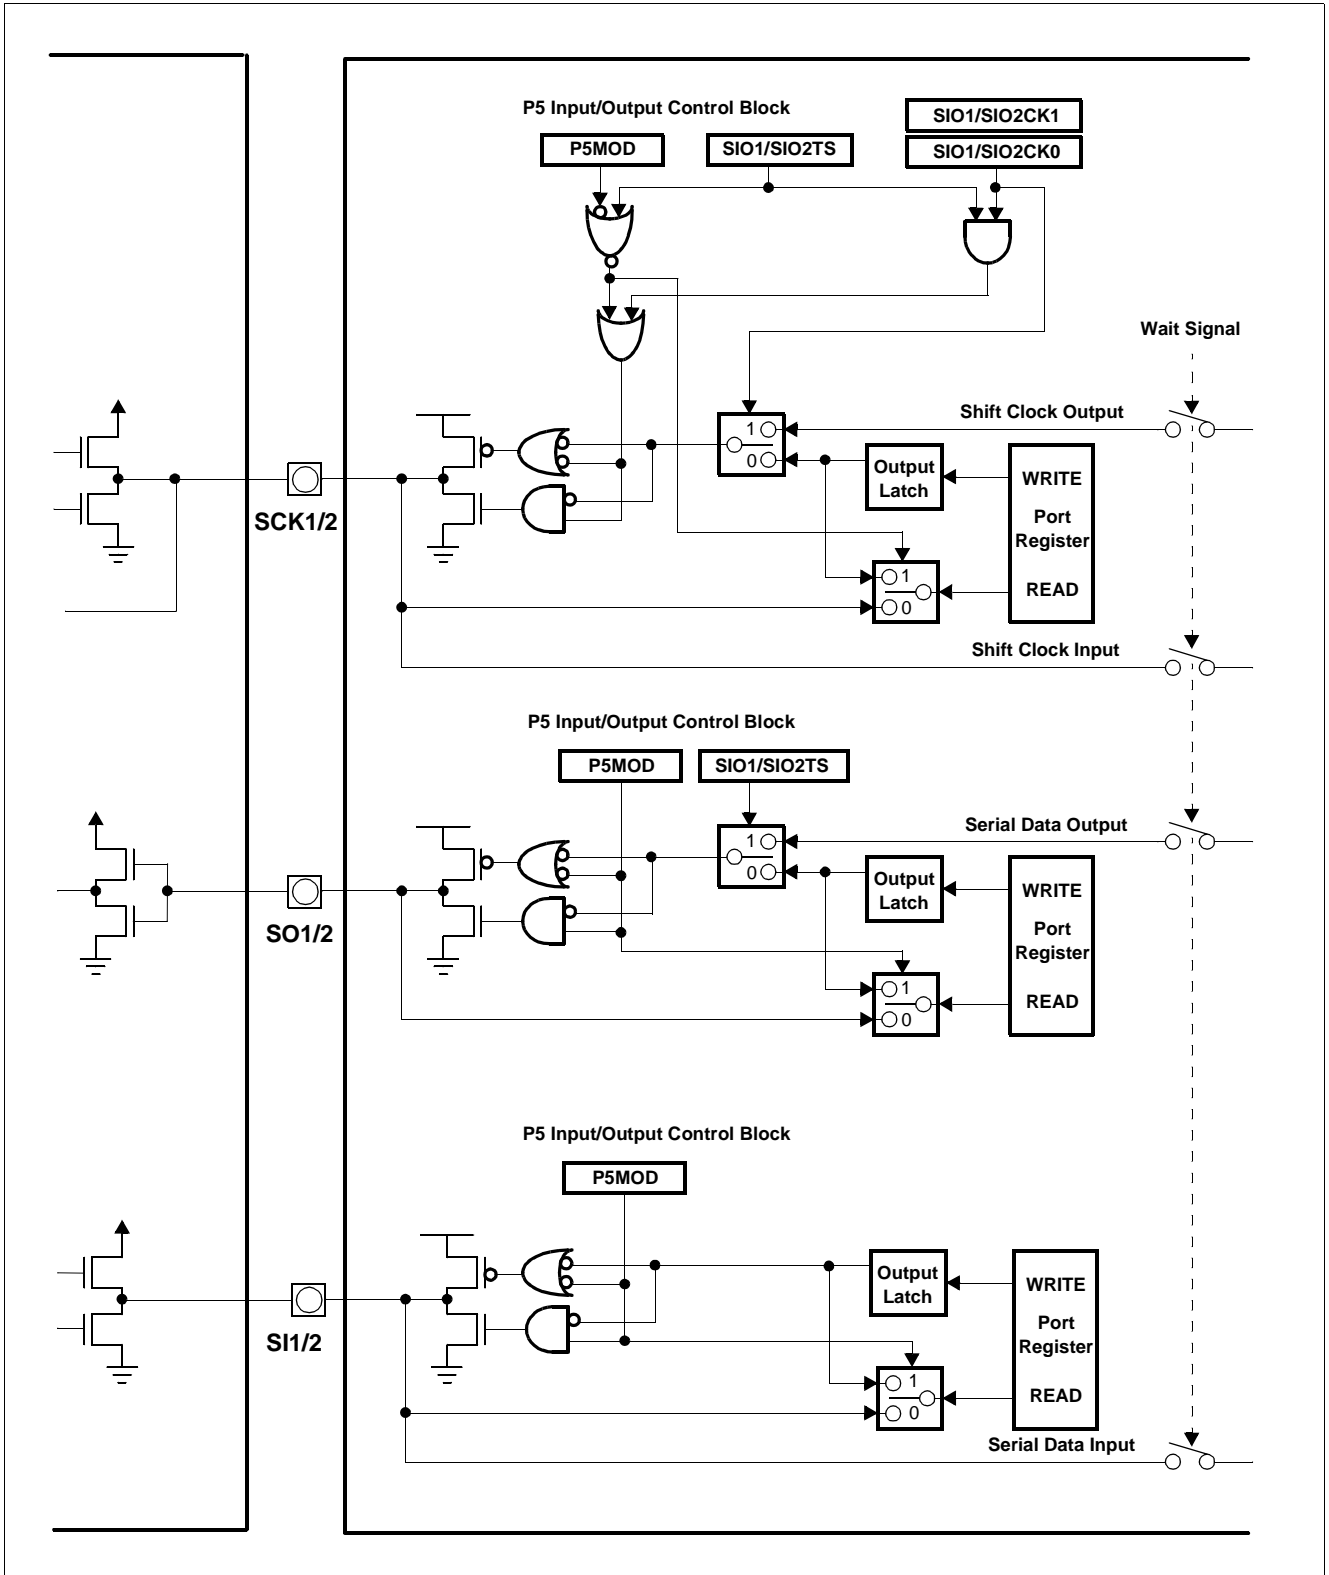 P5 Input/Output Control Block
SIO1/SIO2CK1
P5MOD
SIO1/SIO2TS
SIO1/SIO2CK0
Wait Signal
Shift Clock Output
1
0
Output
Latch
WRITE
Port
Register
READ
SCK1/2
1
0
Shift Clock Input
P5 Input/Output Control Block
P5MOD
SIO1/SIO2TS
Serial Data Output
1
0
Output
Latch
WRITE
Port
Register
READ
SO1/2
1
0
P5 Input/Output Control Block
P5MOD
Output
Latch
WRITE
Port
Register
READ
SI1/2
1
0
Serial Data Input